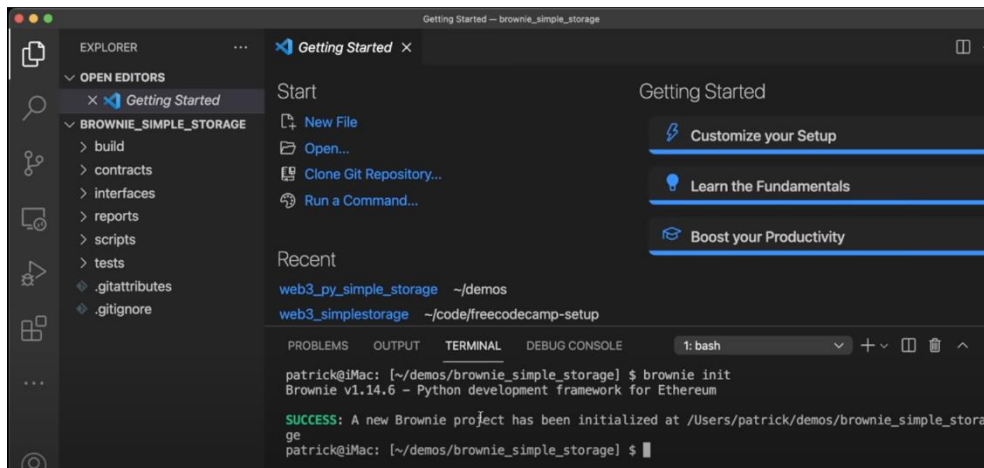 Getting Started — brownie_simple_storage
EXPLORER
OPEN EDITORS
Getting Started
BROWNIE_SIMPLE_STORAGE
build
contracts
interfaces
reports
scripts
tests
.gitattributes
.gitignore
Getting Started
Start
New File
Open...
Clone Git Repository...
Run a Command...
Recent
web3_py_simple_storage ~/demos
web3_simplestorage ~/code/freecodecamp-setup
Getting Started
Customize your Setup
Learn the Fundamentals
Boost your Productivity
PROBLEMS OUTPUT TERMINAL DEBUG CONSOLE 1: bash
patrick@iMac: [~/demos/brownie_simple_storage] $ brownie init
Brownie v1.14.6 – Python development framework for Ethereum
SUCCESS: A new Brownie project has been initialized at /Users/patrick/demos/brownie_simple_stora
ge
patrick@iMac: [~/demos/brownie_simple_storage] $